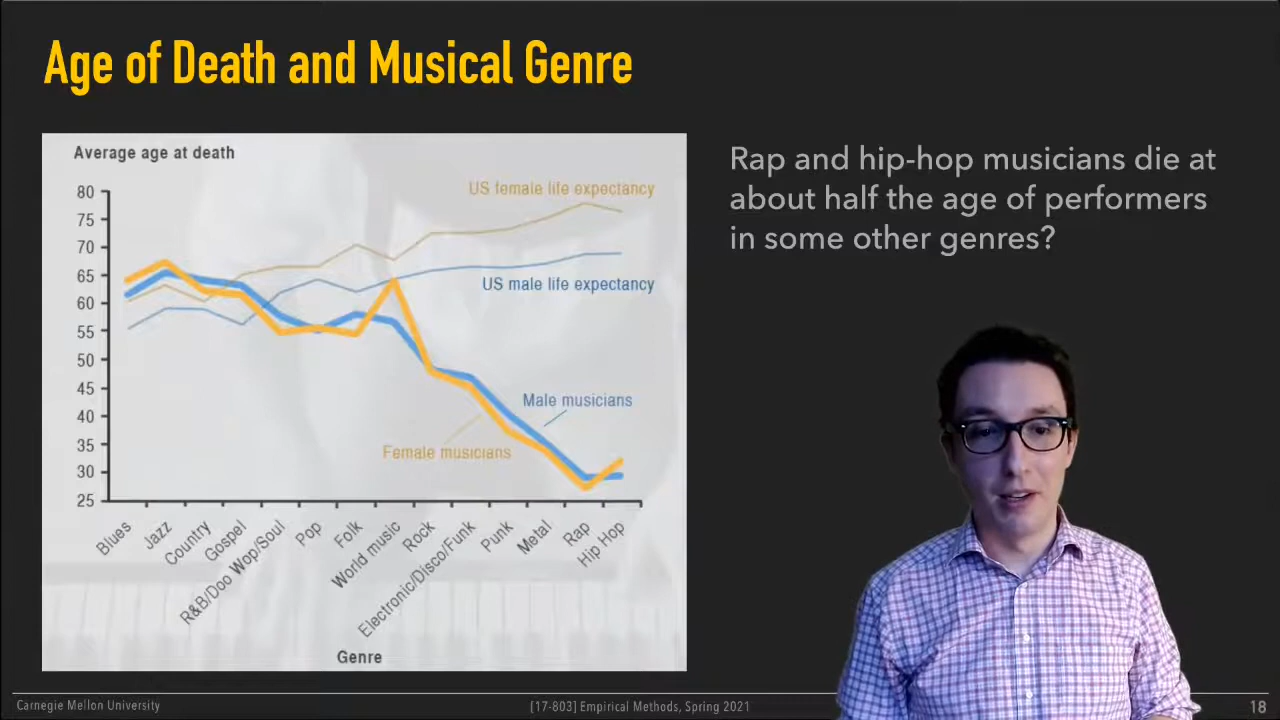 Age of Death and Musical Genre
Average age at death
80
75
70
65
60
55
50
45
40
35
30
25
US female life expectancy
US male life expectancy
Male musicians
Female musicians
Blues
Jazz
Country
Gospel
R&B/Doo Wop/Soul
Pop
Folk
World music
Rock
Electronic/Disco/Funk
Punk
Metal
Rap
Hip Hop
Genre
Rap and hip-hop musicians die at
about half the age of performers
in some other genres?
Carnegie Mellon University
[17-803] Empirical Methods, Spring 2021
18